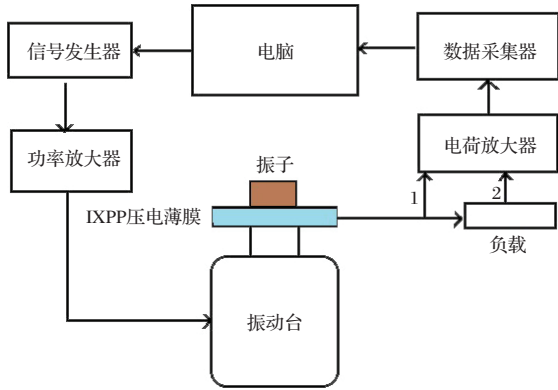 信号发生器
电脑
数据采集器
功率放大器
电荷放大器
振子
IXPP压电薄膜
1
2
负载
振动台